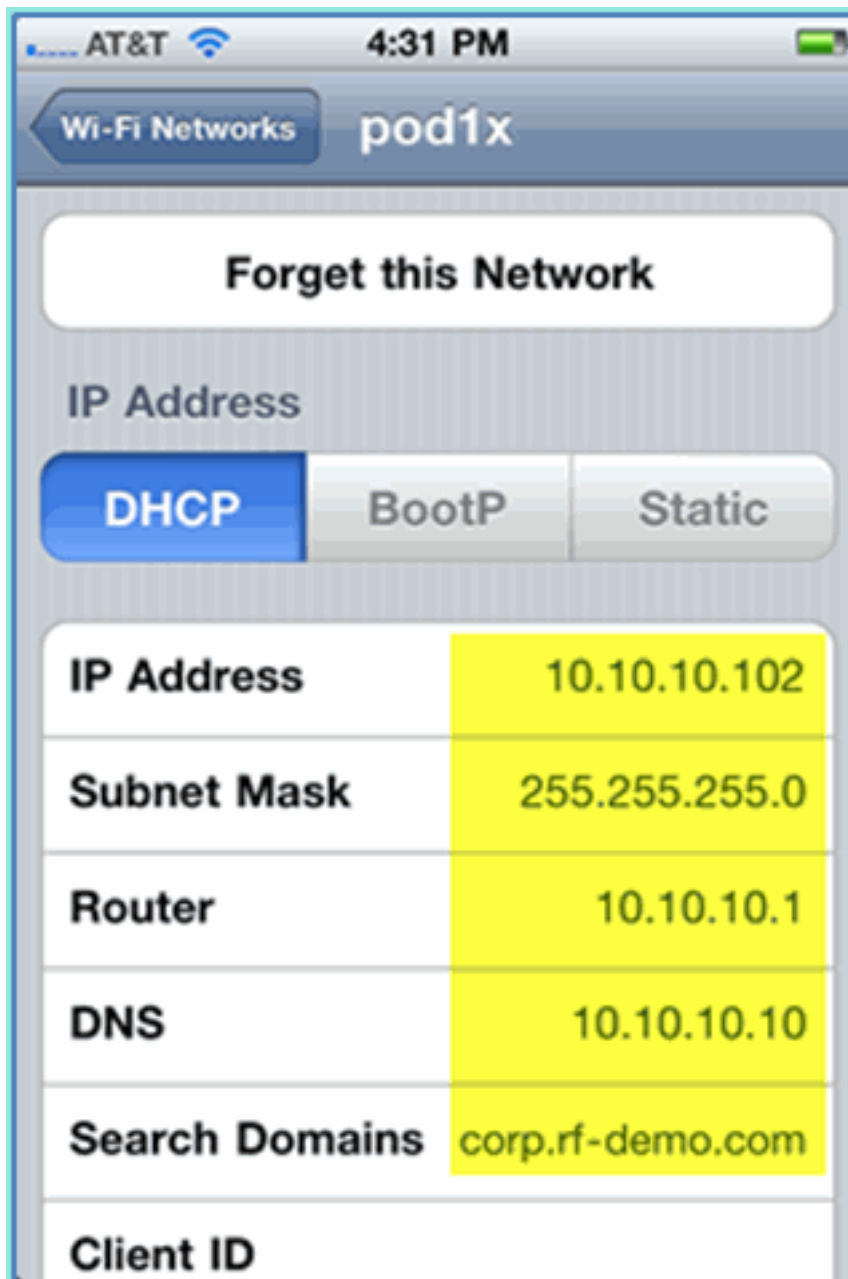 AT&T 4:31 PM
Wi-Fi Networks pod1x
Forget this Network
IP Address
DHCP BootP Static
IP Address 10.10.10.102
Subnet Mask 255.255.255.0
Router 10.10.10.1
DNS 10.10.10.10
Search Domains corp.rf-demo.com
Client ID